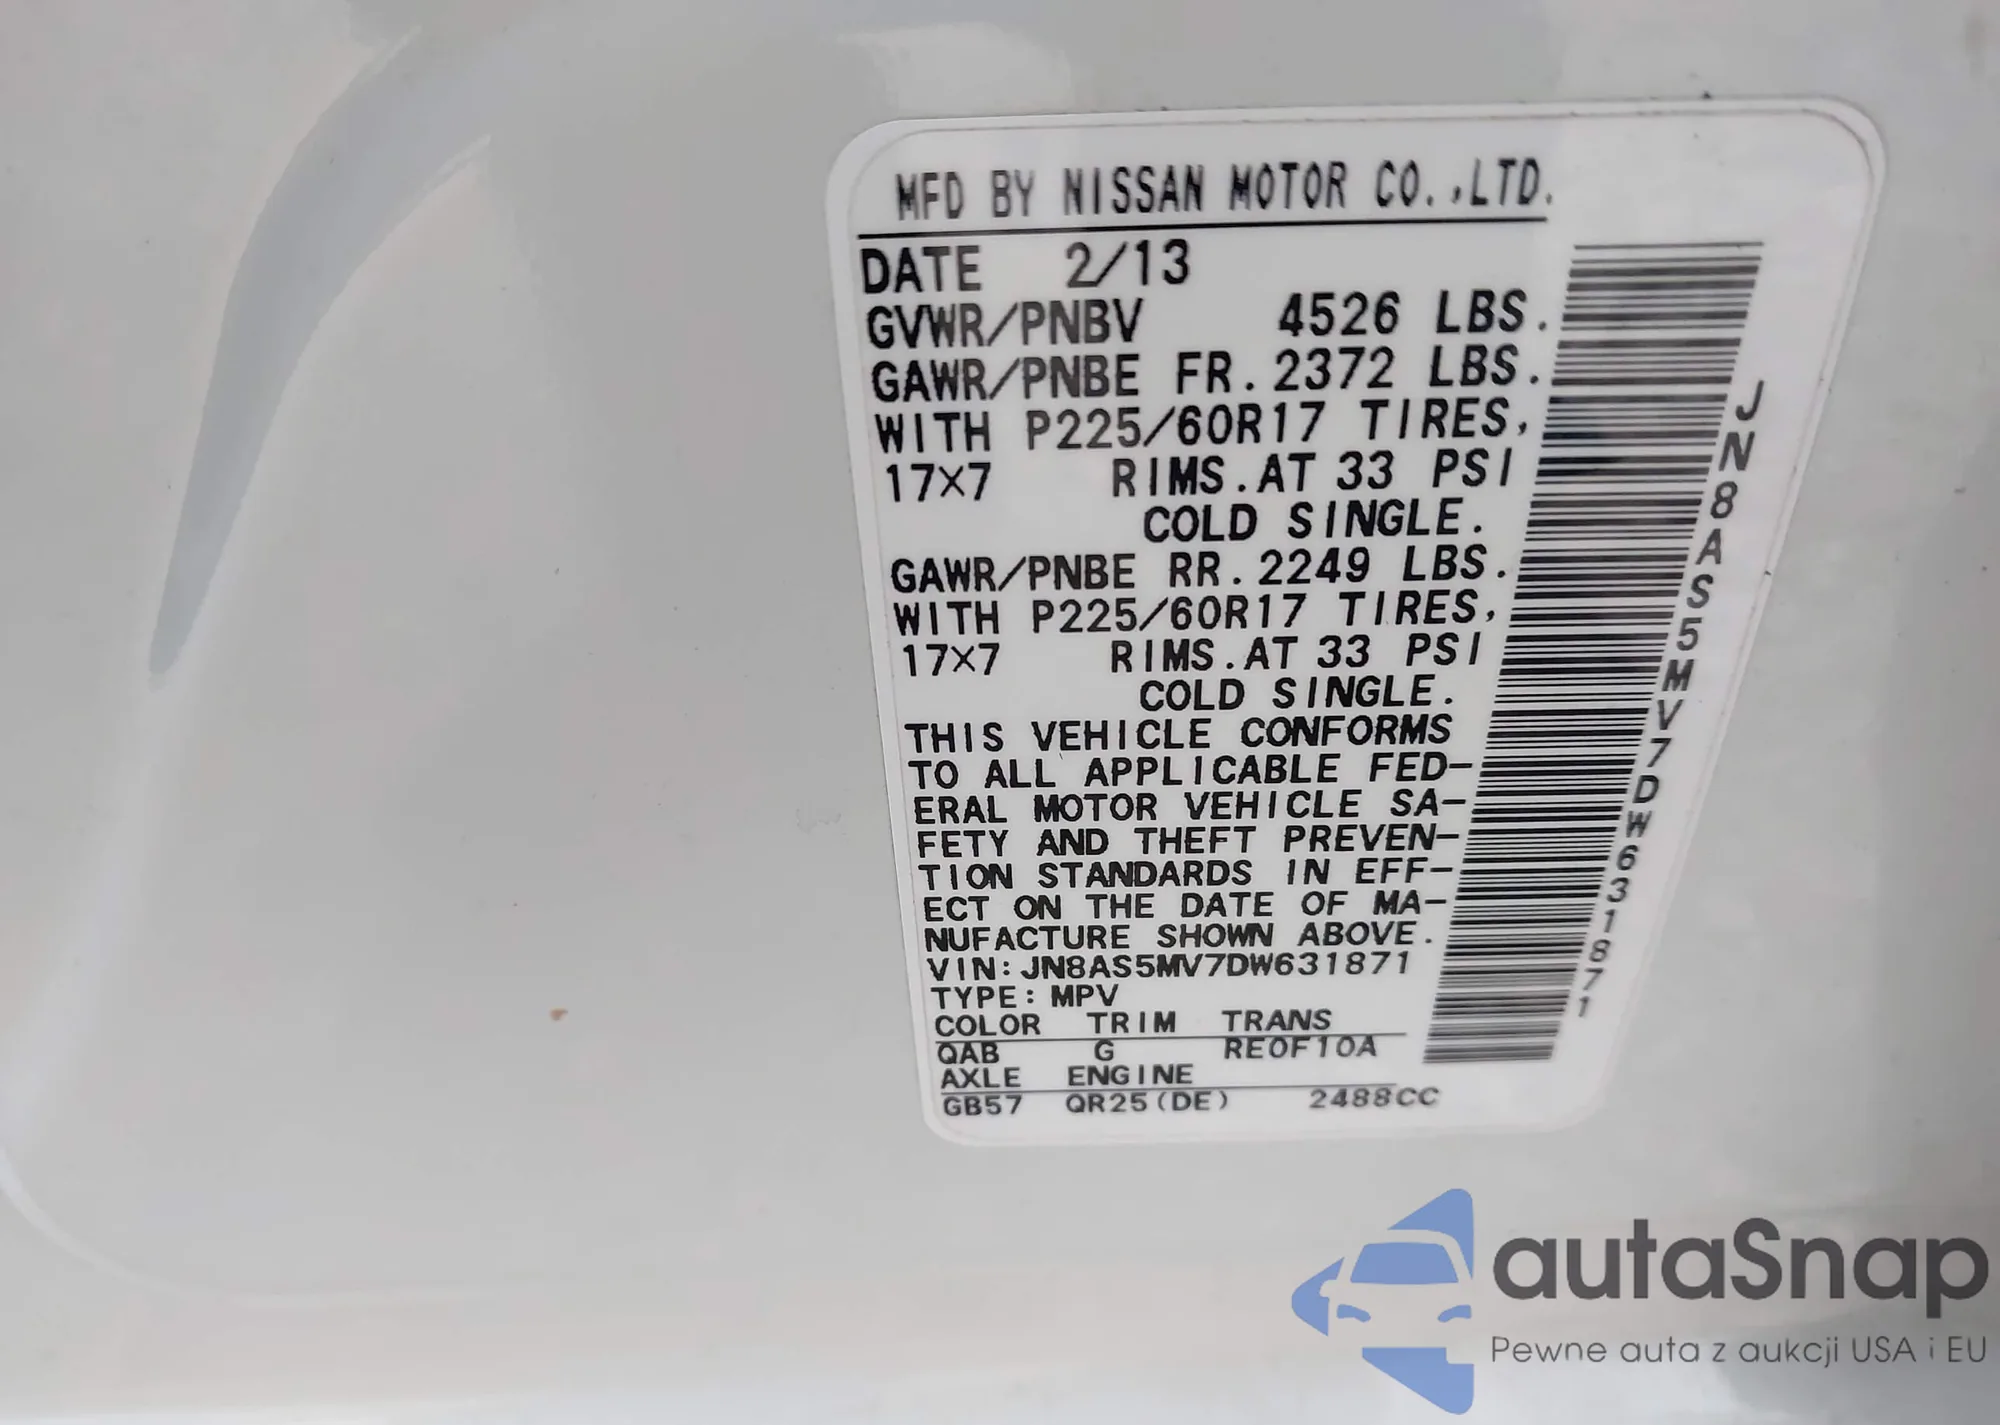 MFD BY NISSAN MOTOR CO.,LTD.
DATE 2/13
GVWR/PNBV 4526 LBS.
GAWR/PNBE FR.2372 LBS.
WITH P225/60R17 TIRES,
17×7 RIMS.AT 33 PSI
COLD SINGLE.
GAWR/PNBE RR.2249 LBS.
WITH P225/60R17 TIRES,
17×7 RIMS.AT 33 PSI
COLD SINGLE.
THIS VEHICLE CONFORMS
TO ALL APPLICABLE FED-
ERAL MOTOR VEHICLE SA-
FETY AND THEFT PREVEN-
TION STANDARDS IN EFF-
ECT ON THE DATE OF MA-
NUFACTURE SHOWN ABOVE.
VIN:JN8AS5MV7DW631871
TYPE:MPV
COLOR TRIM TRANS
QAB G RE0F10A
AXLE ENGINE
GB57 QR25(DE) 2488CC
JN8AS5MV7DW631871
autaSnap
Pewne auta z aukcji USA i EU